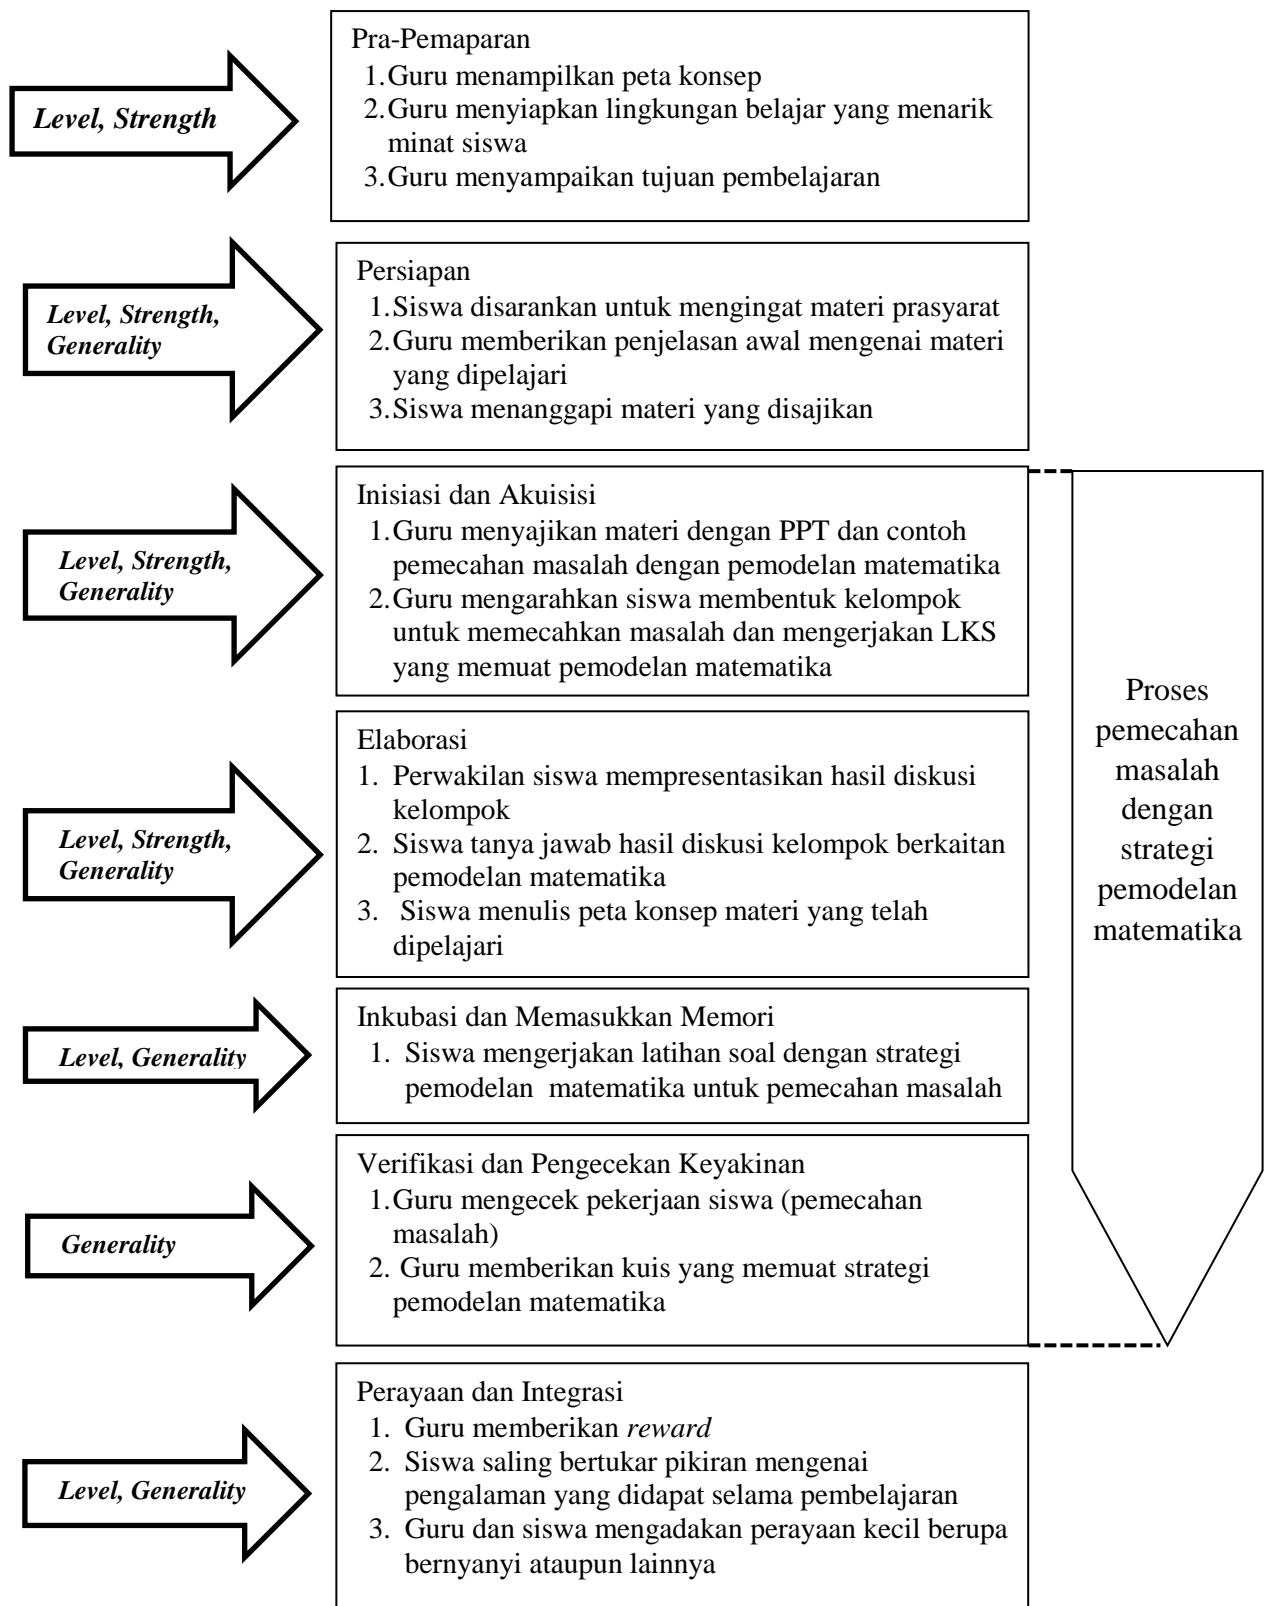 Pra-Pemaparan
1.Guru menampilkan peta konsep
2.Guru menyiapkan lingkungan belajar yang menarik
minat siswa
3.Guru menyampaikan tujuan pembelajaran
Level, Strength
Persiapan
1.Siswa disarankan untuk mengingat materi prasyarat
2.Guru memberikan penjelasan awal mengenai materi
yang dipelajari
3.Siswa menanggapi materi yang disajikan
Level, Strength,
Generality
Inisiasi dan Akuisisi
1.Guru menyajikan materi dengan PPT dan contoh
pemecahan masalah dengan pemodelan matematika
2.Guru mengarahkan siswa membentuk kelompok
untuk memecahkan masalah dan mengerjakan LKS
yang memuat pemodelan matematika
Level, Strength,
Generality
Elaborasi
1. Perwakilan siswa mempresentasikan hasil diskusi
kelompok
2. Siswa tanya jawab hasil diskusi kelompok berkaitan
pemodelan matematika
3. Siswa menulis peta konsep materi yang telah
dipelajari
Level, Strength,
Generality
Proses
pemecahan
masalah
dengan
strategi
pemodelan
matematika
Inkubasi dan Memasukkan Memori
1. Siswa mengerjakan latihan soal dengan strategi
pemodelan matematika untuk pemecahan masalah
Level, Generality
Verifikasi dan Pengecekan Keyakinan
1.Guru mengecek pekerjaan siswa (pemecahan
masalah)
2. Guru memberikan kuis yang memuat strategi
pemodelan matematika
Generality
Perayaan dan Integrasi
1. Guru memberikan reward
2. Siswa saling bertukar pikiran mengenai
pengalaman yang didapat selama pembelajaran
3. Guru dan siswa mengadakan perayaan kecil berupa
bernyanyi ataupun lainnya
Level, Generality